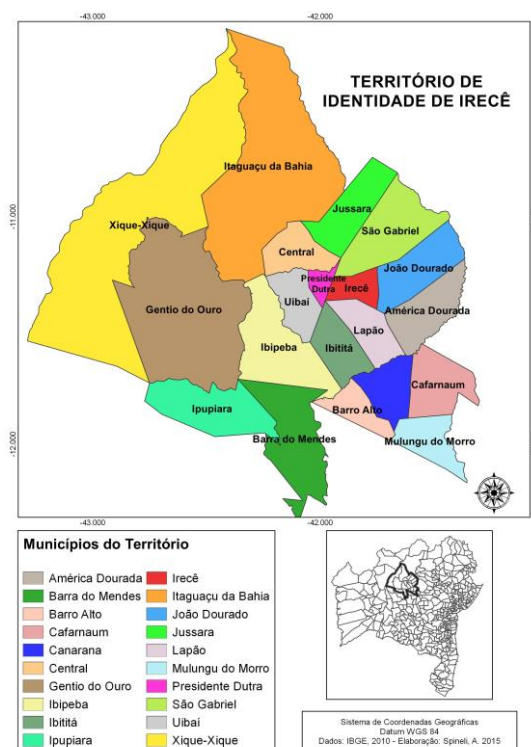 -43.000
-42.000
TERRITÓRIO DE
IDENTIDADE DE IRECÊ
-11.000
-12.000
Itaguaçu da Bahia
Jussara
Xique-Xique
São Gabriel
Central
João Dourado
Presidente
Dutra
Irecê
Gentio do Ouro
Uibaí
América Dourada
Lapão
Ibipeba
Ibititá
Cafarnaum
Ipupiara
Barro Alto
Barra do Mendes
Mulungu do Morro
-43.000
-42.000
Municípios do Território
América Dourada
Barra do Mendes
Barro Alto
Cafarnaum
Canarana
Central
Gentio do Ouro
Ibipeba
Ibititá
Ipupiara
Irecê
Itaguaçu da Bahia
João Dourado
Jussara
Lapão
Mulungu do Morro
Presidente Dutra
São Gabriel
Uibaí
Xique-Xique
Sistema de Coordenadas Geográficas
Datum WGS 84
Dados: IBGE, 2010 - Elaboração: Spineli, A. 2015